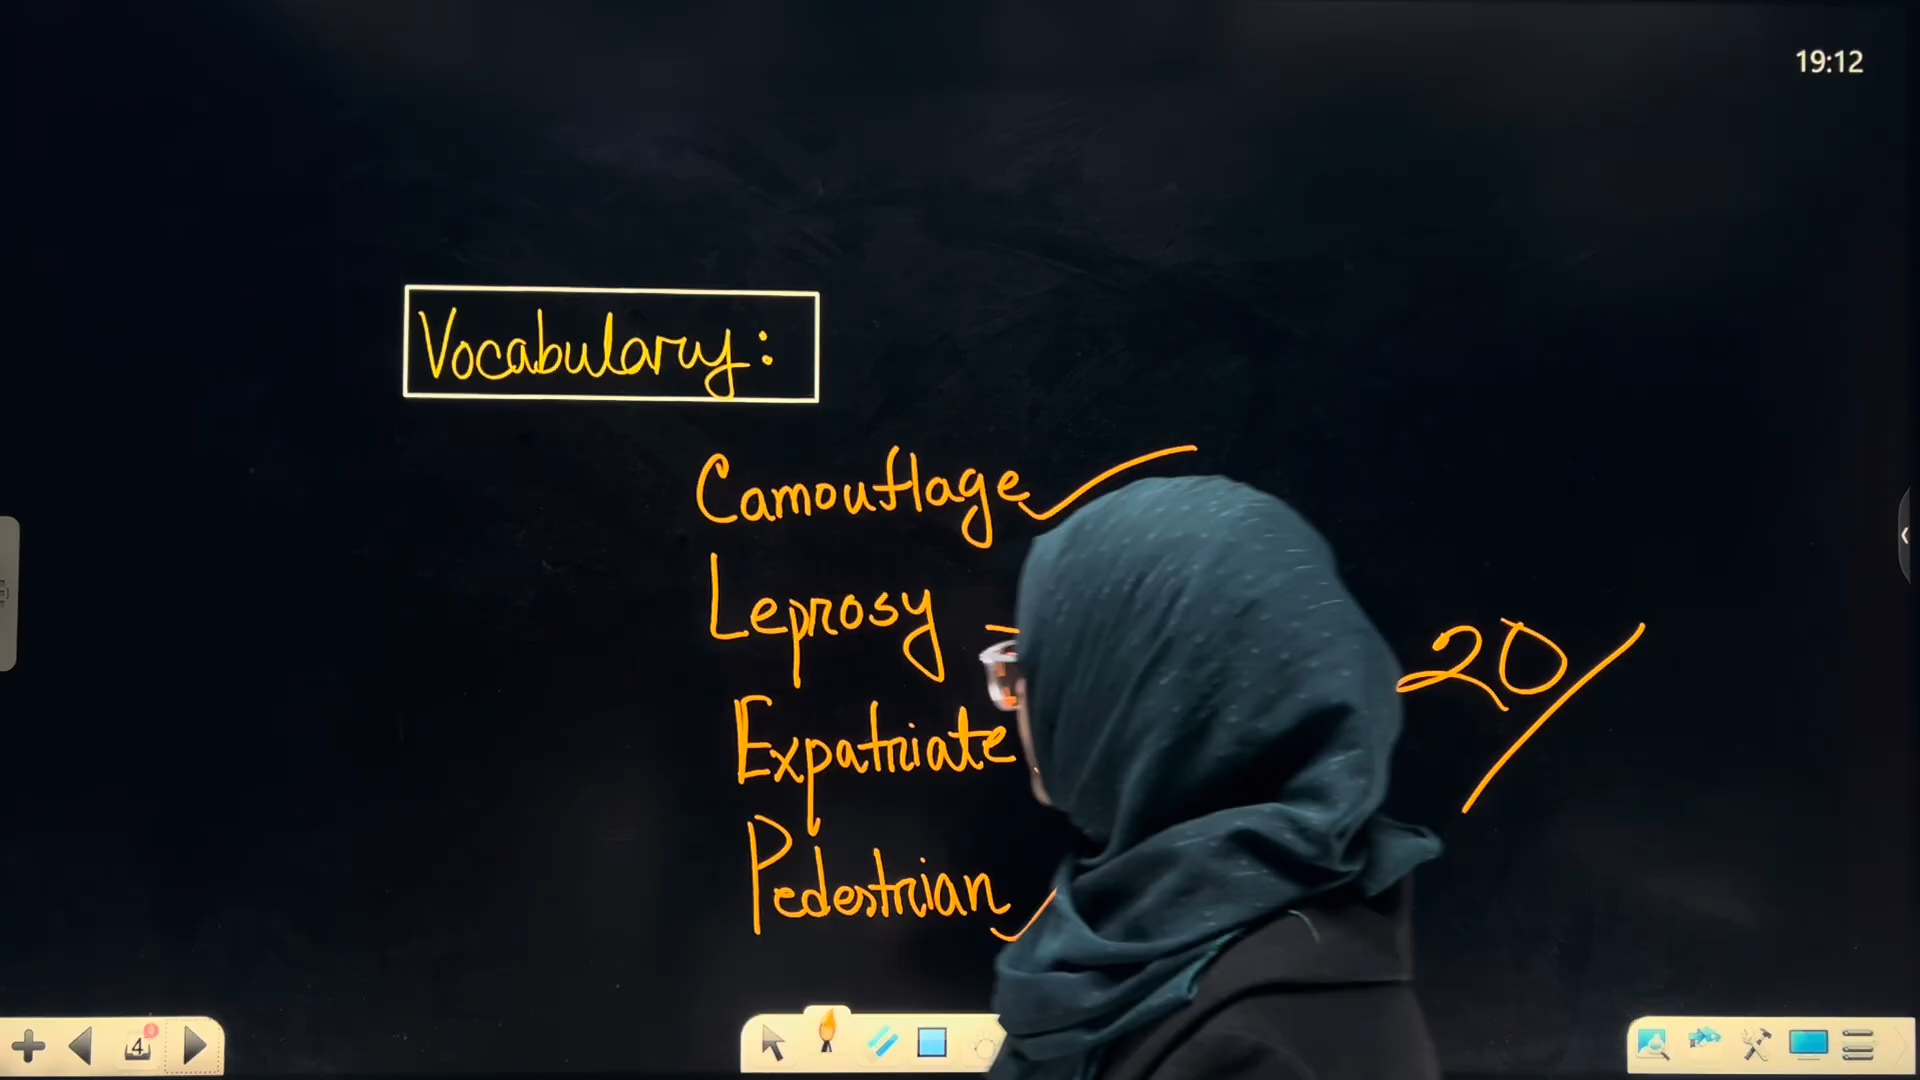 19:12
Vocabulary:
Camouflage
Leprosy
20
Expatriate
Pedestrian
4